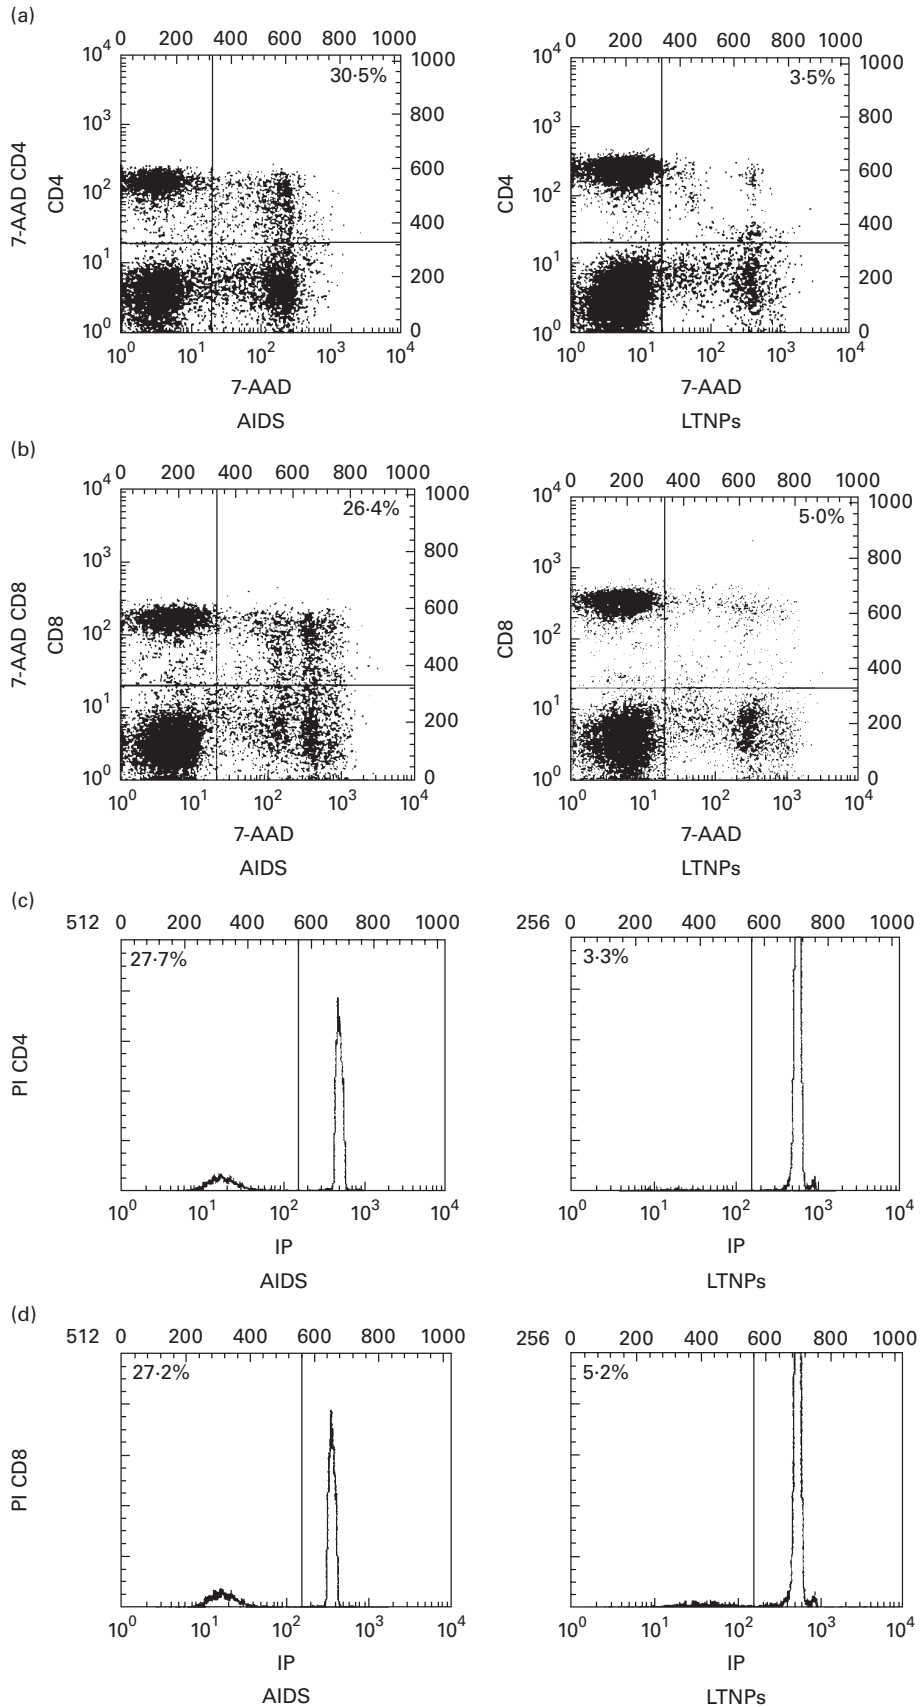 (a)
0 200 400 600 800 1000
0 200 400 600 800 1000
10⁴
30·5%
1000
10⁴
3·5%
1000
800
800
10³
10³
7-AAD CD4
CD4
600
CD4
600
10²
10²
400
400
10¹
200
10¹
200
10⁰
0
10⁰
0
10⁰ 10¹ 10² 10³ 10⁴
10⁰ 10¹ 10² 10³ 10⁴
7-AAD
7-AAD
AIDS
LTNPs
(b)
0 200 400 600 800 1000
0 200 400 600 800 1000
10⁴
26·4%
1000
10⁴
5·0%
1000
800
800
10³
10³
7-AAD CD8
CD8
600
CD8
600
10²
10²
400
400
10¹
200
10¹
200
10⁰
0
10⁰
0
10⁰ 10¹ 10² 10³ 10⁴
10⁰ 10¹ 10² 10³ 10⁴
7-AAD
7-AAD
AIDS
LTNPs
(c)
512 0 200 400 600 800 1000
256 0 200 400 600 800 1000
27·7%
3·3%
PI CD4
10⁰ 10¹ 10² 10³ 10⁴
10⁰ 10¹ 10² 10³ 10⁴
IP
IP
AIDS
LTNPs
(d)
512 0 200 400 600 800 1000
256 0 200 400 600 800 1000
27·2%
5·2%
PI CD8
10⁰ 10¹ 10² 10³ 10⁴
10⁰ 10¹ 10² 10³ 10⁴
IP
IP
AIDS
LTNPs